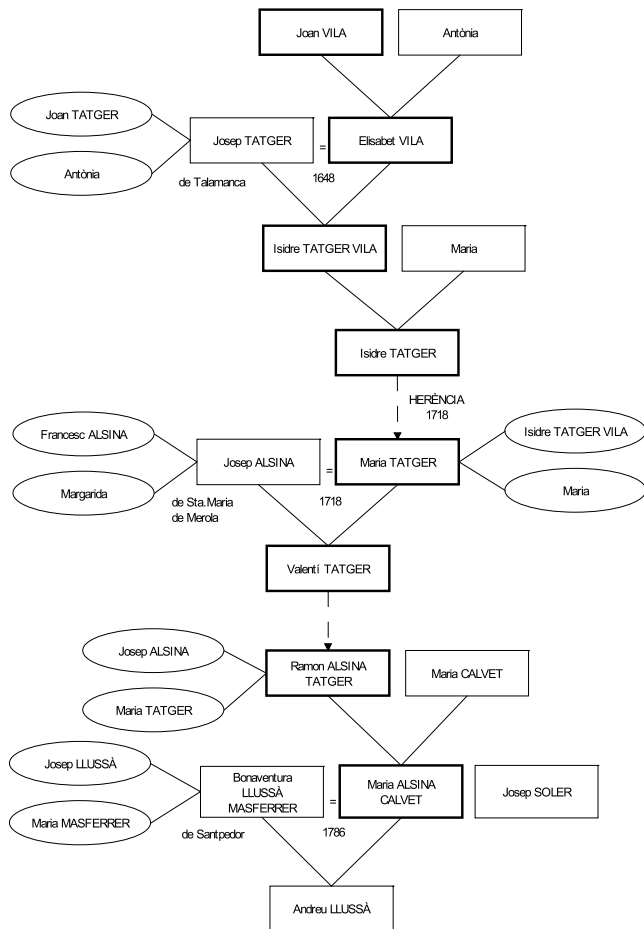 Joan VILA
Antònia
Joan TATGER
Josep TATGER
=
Elisabet VILA
Antònia
de Talamanca
1648
Isidre TATGER VILA
Maria
Isidre TATGER
HERÈNCIA
1718
Francesc ALSINA
Isidre TATGER VILA
Josep ALSINA
=
Maria TATGER
Margarida
Maria
de Sta.Maria
de Merola
1718
Valentí TATGER
Josep ALSINA
Ramon ALSINA
TATGER
Maria CALVET
Maria TATGER
Josep LLUSSÀ
Bonaventura
LLUSSÀ
MASFERRER
=
Maria ALSINA
CALVET
Josep SOLER
Maria MASFERRER
de Santpedor
1786
Andreu LLUSSÀ